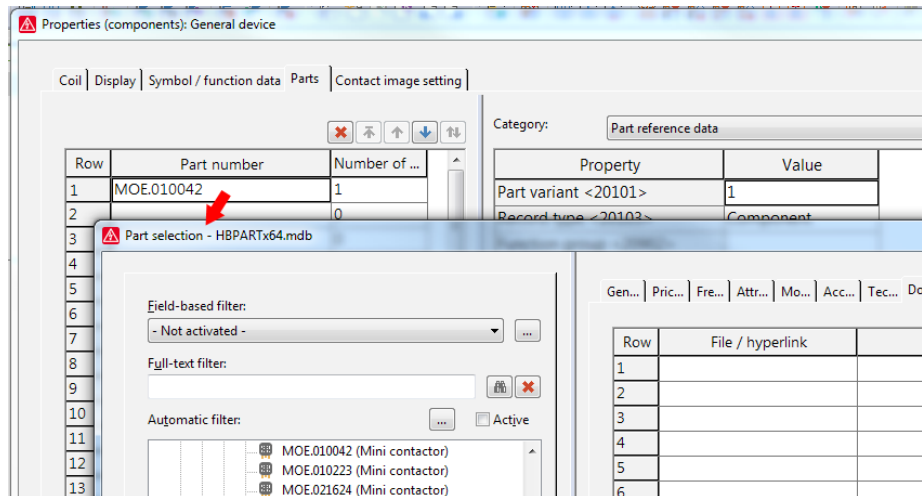 Properties (components): General device
Coil Display Symbol / function data Parts Contact image setting
Category: Part reference data
Row Part number Number of ...
1 MOE.010042 1
2 0
3
4
5
6
7
8
9
10
11
12
13
Property Value
Part variant <20101> 1
Record type <20103> Component
Part selection - HBPARTx64.mdb
Field-based filter:
- Not activated - ...
Full-text filter:
Automatic filter: ... Active
MOE.010042 (Mini contactor)
MOE.010223 (Mini contactor)
MOE.021624 (Mini contactor)
Gen... Pric... Fre... Attr... Mo... Acc... Tec... Do
Row File / hyperlink
1
2
3
4
5
6